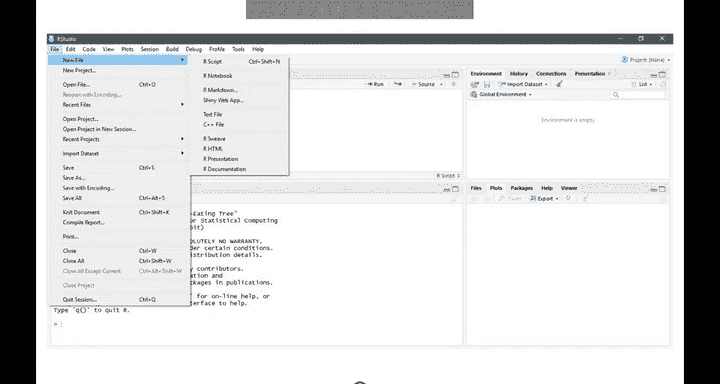 RStudio
File Edit Code View Plots Session Build Debug Profile Tools Help
Project: (None)
New File
New Project...
Open File... Ctrl+O
Reopen with Encoding...
Recent Files
Open Project...
Open Project in New Session...
Recent Projects
Import Dataset
Save Ctrl+S
Save As...
Save with Encoding...
Save All Ctrl+Alt+S
Knit Document Ctrl+Shift+K
Compile Report...
Print...
Close Ctrl+W
Close All Ctrl+Shift+W
Close All Except Current Ctrl+Alt+Shift+W
Close Project
Quit Session... Ctrl+Q
R Script Ctrl+Shift+N
R Notebook
R Markdown...
Shiny Web App...
Text File
C++ File
R Sweave
R HTML
R Presentation
R Documentation
Run Source
R Script
Environment History Connections Presentation
Import Dataset List
Global Environment
Environment is empty
Files Plots Packages Help Viewer
Zoom Export
-Eating Tree"
or Statistical Computing
bit)
OLUTELY NO WARRANTY.
der certain conditions.
istribution details.
y contributors.
ation and
ckages in publications.
' for on-line help, or
terface to help.
Type 'q()' to quit R.
>